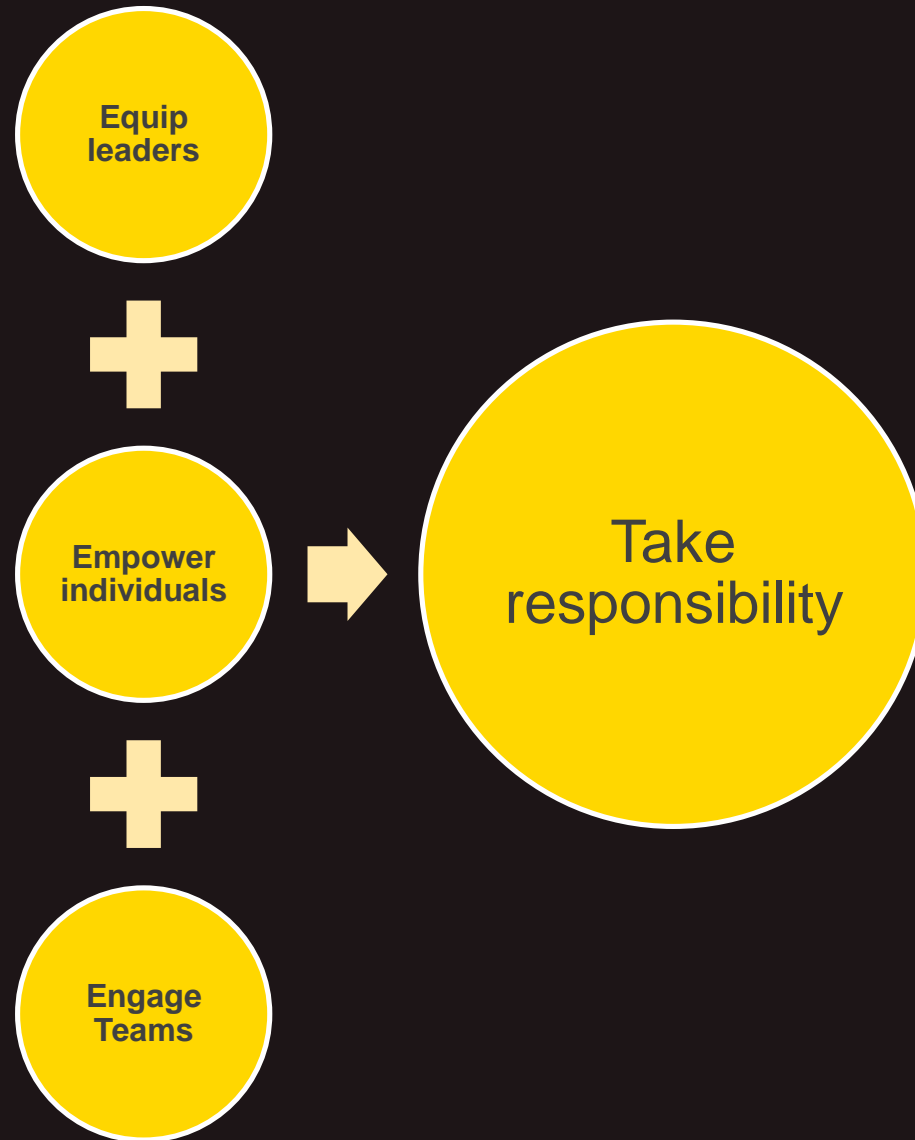 Equip
leaders
Empower
individuals
Take
responsibility
Engage
Teams